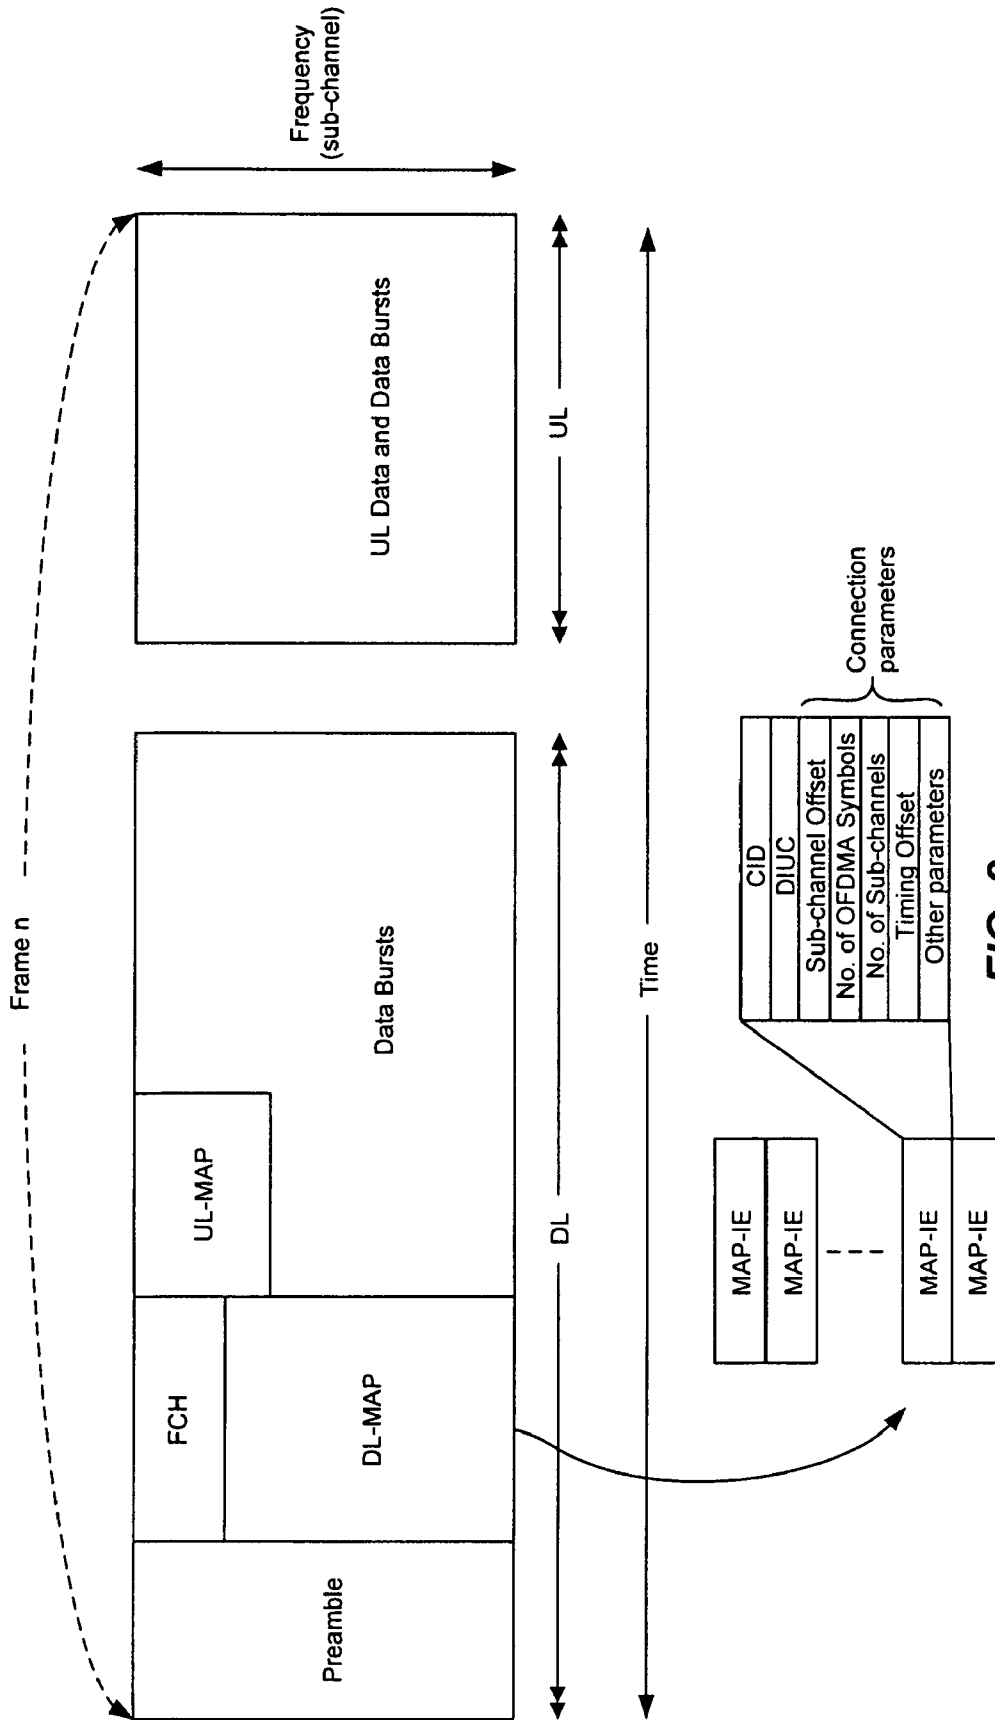 Frame n
Preamble
FCH
DL-MAP
UL-MAP
Data Bursts
UL Data and Data Bursts
Frequency
(sub-channel)
DL
UL
Time
MAP-IE
MAP-IE
MAP-IE
MAP-IE
CID
DIUC
Sub-channel Offset
No. of OFDMA Symbols
No. of Sub-channels
Timing Offset
Other parameters
Connection
parameters